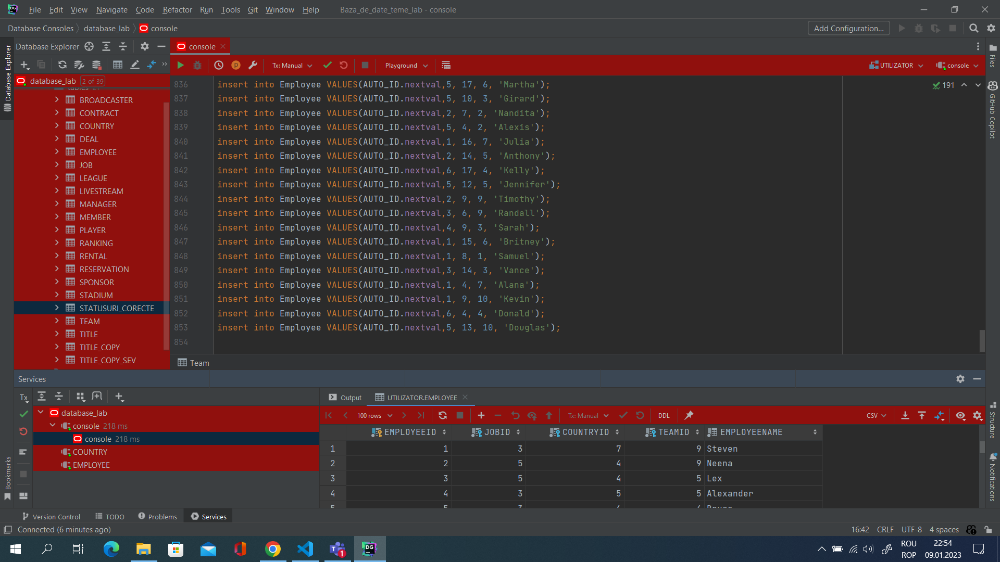 DG File Edit View Navigate Code Refactor Run Tools Git Window Help Baza_de_date_teme_lab - console
Database Consoles database_lab console Add Configuration...
Database Explorer
console
Tx: Manual Playground UTILIZATOR console
database_lab 2 of 39
tables 21
BROADCASTER
CONTRACT
COUNTRY
DEAL
EMPLOYEE
JOB
LEAGUE
LIVESTREAM
MANAGER
MEMBER
PLAYER
RANKING
RENTAL
RESERVATION
SPONSOR
STADIUM
STATUSURI_CORECTE
TEAM
TITLE
TITLE_COPY
TITLE_COPY_SEV
191
836 insert into Employee VALUES(AUTO_ID.nextval,5, 17, 6, 'Martha');
837 insert into Employee VALUES(AUTO_ID.nextval,5, 10, 3, 'Girard');
838 insert into Employee VALUES(AUTO_ID.nextval,2, 7, 2, 'Nandita');
839 insert into Employee VALUES(AUTO_ID.nextval,5, 4, 2, 'Alexis');
840 insert into Employee VALUES(AUTO_ID.nextval,1, 16, 7, 'Julia');
841 insert into Employee VALUES(AUTO_ID.nextval,2, 14, 5, 'Anthony');
842 insert into Employee VALUES(AUTO_ID.nextval,6, 17, 4, 'Kelly');
843 insert into Employee VALUES(AUTO_ID.nextval,5, 12, 5, 'Jennifer');
844 insert into Employee VALUES(AUTO_ID.nextval,2, 9, 9, 'Timothy');
845 insert into Employee VALUES(AUTO_ID.nextval,3, 6, 9, 'Randall');
846 insert into Employee VALUES(AUTO_ID.nextval,4, 9, 3, 'Sarah');
847 insert into Employee VALUES(AUTO_ID.nextval,1, 15, 6, 'Britney');
848 insert into Employee VALUES(AUTO_ID.nextval,1, 8, 1, 'Samuel');
849 insert into Employee VALUES(AUTO_ID.nextval,3, 14, 3, 'Vance');
850 insert into Employee VALUES(AUTO_ID.nextval,1, 4, 7, 'Alana');
851 insert into Employee VALUES(AUTO_ID.nextval,1, 9, 10, 'Kevin');
852 insert into Employee VALUES(AUTO_ID.nextval,6, 4, 4, 'Donald');
853 insert into Employee VALUES(AUTO_ID.nextval,5, 13, 10, 'Douglas');
854
Team
Database Explorer
Bookmarks
Files
GitHub Copilot
Structure
Notifications
Services
Tx
database_lab
console 218 ms
console 218 ms
COUNTRY
EMPLOYEE
Output UTILIZATOR.EMPLOYEE
100 rows Tx: Manual DDL CSV
EMPLOYEEID JOBID COUNTRYID TEAMID EMPLOYEENAME
1 1 3 7 9 Steven
2 2 5 4 9 Neena
3 3 5 4 5 Lex
4 4 3 5 5 Alexander
Version Control TODO Problems Services
Connected (6 minutes ago) 16:42 CRLF UTF-8 4 spaces
1 DG ROU 22:54
ROP 09.01.2023